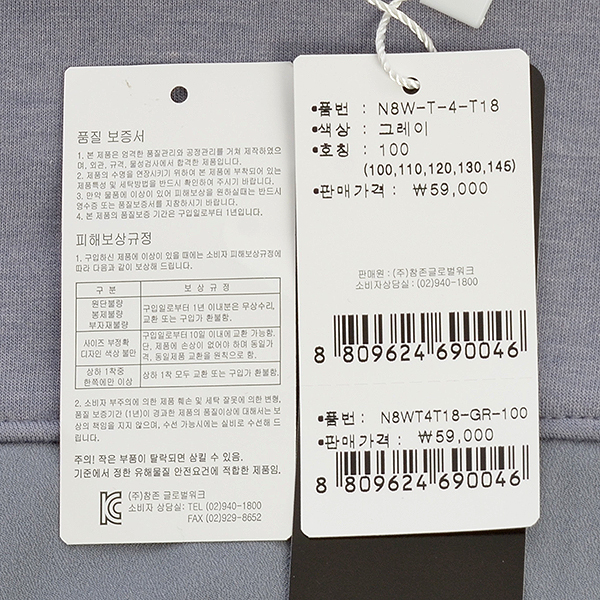 품질 보증서
1. 본 제품은 엄격한 품질관리와 공정관리를 거쳐 제작하였으
며, 외관, 규격, 물성검사에서 합격한 제품입니다.
2. 제품의 수명을 연장시키기 위하여 본 제품에 부착되어 있는
제품특성 및 세탁방법을 반드시 확인하여 주시기 바랍니다.
3. 만약 물품에 이상이 있어 피해보상을 원하실때는 반드시
영수증 또는 품질보증서를 지참하시기 바랍니다.
4. 본 제품의 품질보증 기간은 구입일로부터 1년입니다.
피해보상규정
1. 구입하신 제품에 이상이 있을 때에는 소비자 피해보상규정에
따라 다음과 같이 보상해 드립니다.
구 분 보 상 규 정
원단불량
봉제불량
부자재불량
구입일로부터 1년 이내분은 무상수리,
교환 또는 구입가 환불함.
사이즈 부정확
디자인 색상 불만
구입일로부터 10일 이내에 교환 가능함.
단, 제품에 손상이 없어야 하며 동일가
격, 동일제품 교환을 원칙으로 함.
상하 1착중
한쪽에만 이상
상하 1착 모두 교환 또는 구입가 환불함.
2. 소비자 부주의에 의한 제품 훼손 및 세탁 잘못에 의한 변형,
품질 보증기간 (1년)이 경과한 제품의 품질이상에 대해서는 보
상의 책임을 지지 않으며, 수선 가능시에는 실비로 수선해 드
립니다.
주의! 작은 부품이 탈락되면 삼킬 수 있음.
기준에서 정한 유해물질 안전요건에 적합한 제품임.
(주)참존 글로벌워크
소비자 상담실: TEL (02)940-1800
FAX (02)929-8652
•품번 : N8W-T-4-T18
•색상 : 그레이
•호칭 : 100
(100,110,120,130,145)
•판매가격 : ₩59,000
판매원 : (주)참존글로벌워크
소비자상담실: (02)940-1800
8 809624 690046
•품번 : N8WT4T18-GR-100
•판매가격 : ₩59,000
8 809624 690046